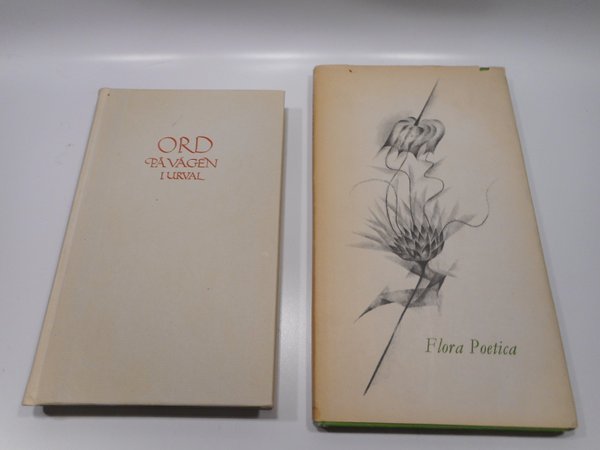 ORD
PÅ VÄGEN
I URVAL
Flora Poetica